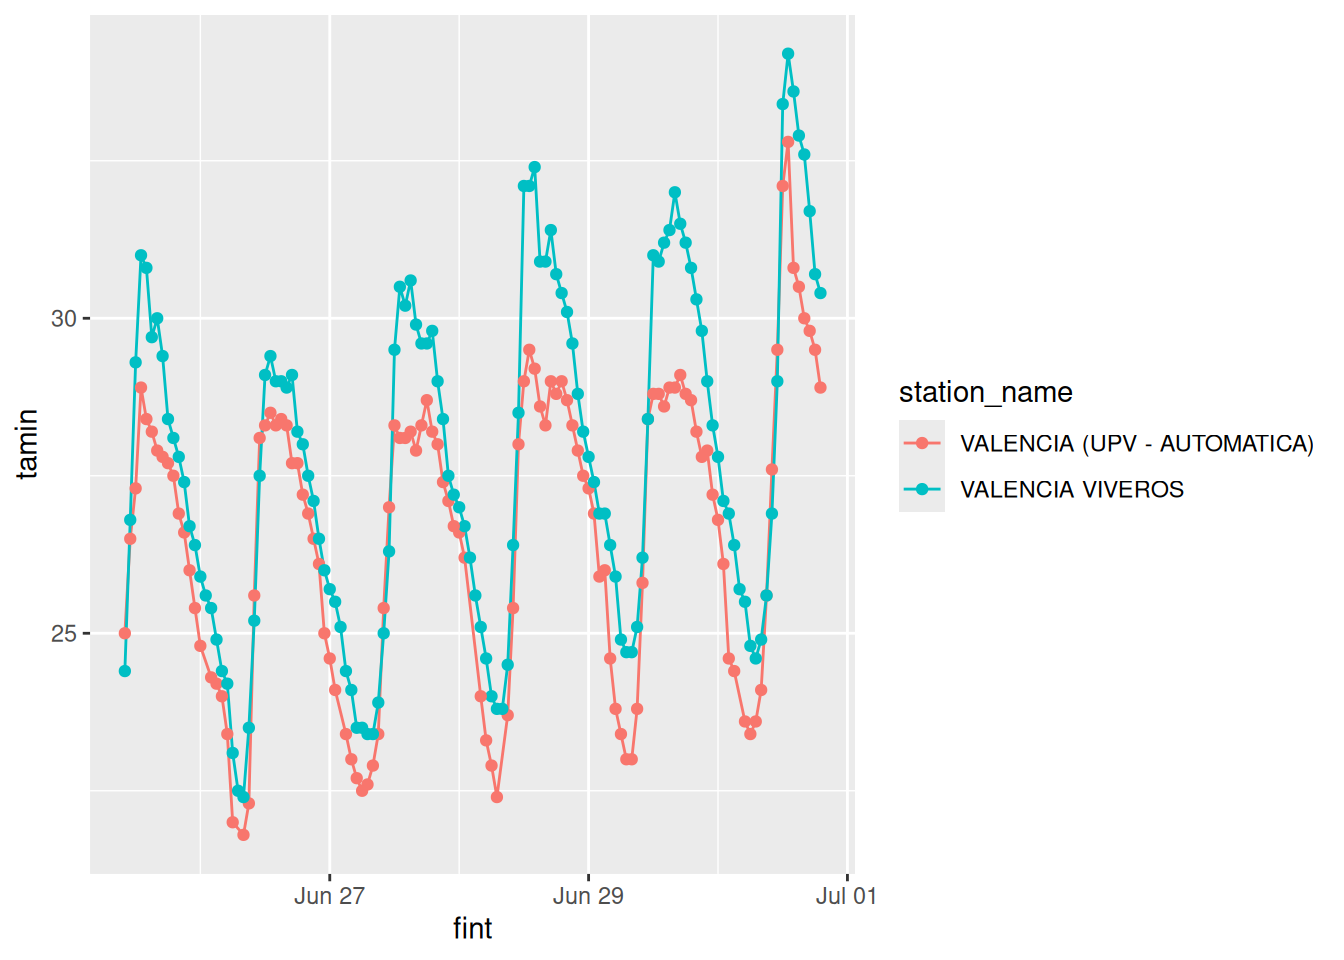 30
25
tamin
Jun 27
Jun 29
Jul 01
fint
station_name
VALENCIA (UPV - AUTOMATICA)
VALENCIA VIVEROS